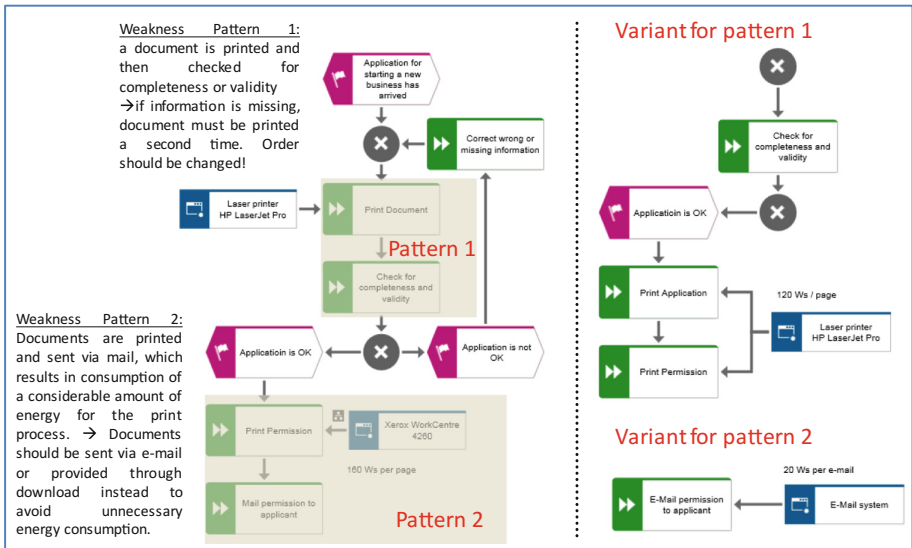 Weakness Pattern 1:
a document is printed and
then checked for
completeness or validity
→if information is missing,
document must be printed
a second time. Order
should be changed!
Application for
starting a new
business has
arrived
Correct wrong or
missing information
Laser printer
HP LaserJet Pro
Print Document
Pattern 1
Check for
completeness and
validity
Weakness Pattern 2:
Documents are printed
and sent via mail, which
results in consumption of
a considerable amount of
energy for the print
process. → Documents
should be sent via e-mail
or provided through
download instead to
avoid unnecessary
energy consumption.
Applicatioin is OK
Application is not
OK
Print Permission
Xerox WorkCentre
4260
160 Ws per page
Mail permission to
applicant
Pattern 2
Variant for pattern 1
Check for
completeness and
validity
Applicatioin is OK
Print Application
120 Ws / page
Laser printer
HP LaserJet Pro
Print Permission
Variant for pattern 2
20 Ws per e-mail
E-Mail permission
to applicant
E-Mail system